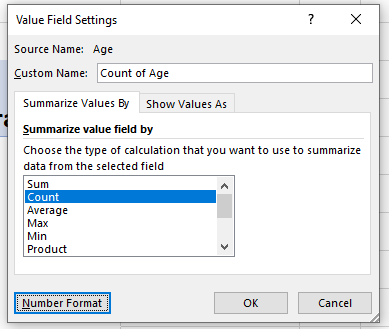 Value Field Settings ? ×
Source Name: Age
Custom Name: Count of Age
Summarize Values By Show Values As
Summarize value field by
Choose the type of calculation that you want to use to summarize
data from the selected field
Sum
Count
Average
Max
Min
Product
Number Format OK Cancel